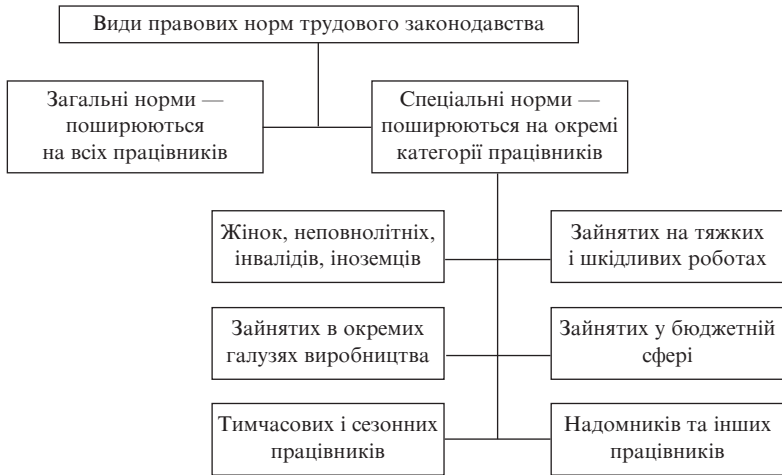 Види правових норм трудового законодавства
Загальні норми —
поширюються
на всіх працівників
Спеціальні норми —
поширюються на окремі
категорії працівників
Жінок, неповнолітніх,
інвалідів, іноземців
Зайнятих на тяжких
і шкідливих роботах
Зайнятих в окремих
галузях виробництва
Зайнятих у бюджетній
сфері
Тимчасових і сезонних
працівників
Надомників та інших
працівників